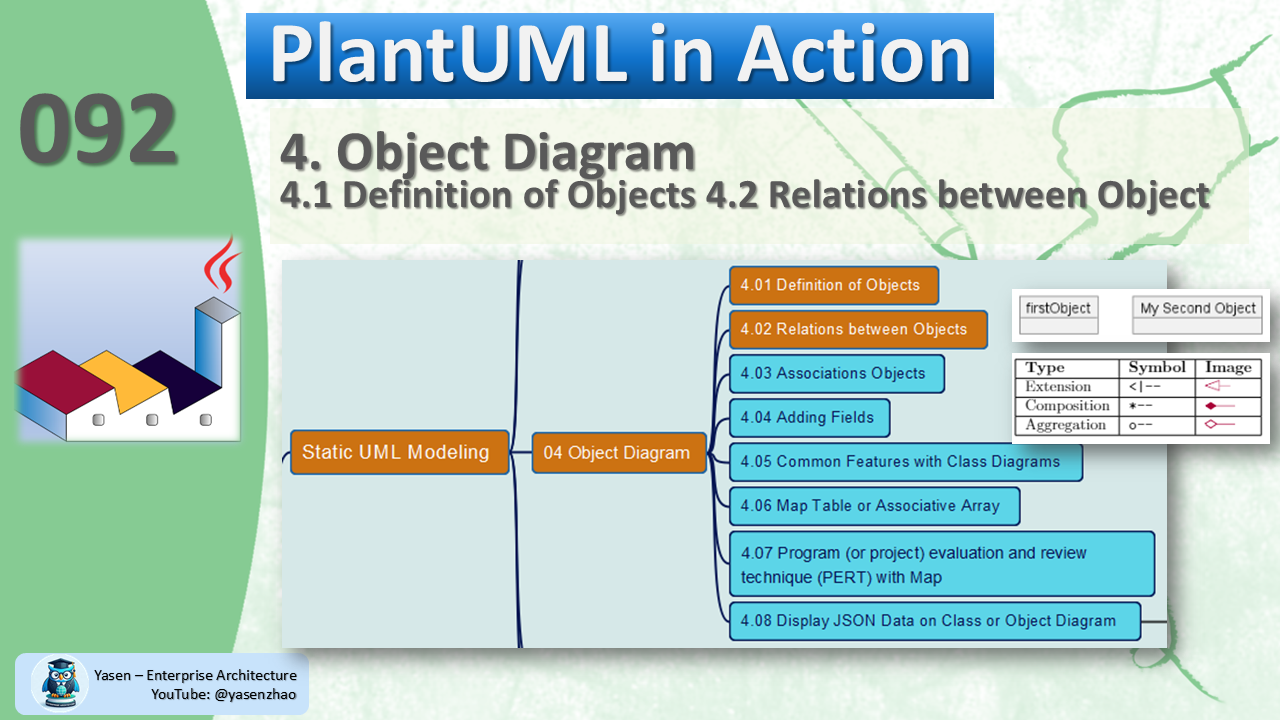 PlantUML in Action
092
4. Object Diagram
4.1 Definition of Objects 4.2 Relations between Object
Static UML Modeling
04 Object Diagram
4.01 Definition of Objects
4.02 Relations between Objects
4.03 Associations Objects
4.04 Adding Fields
4.05 Common Features with Class Diagrams
4.06 Map Table or Associative Array
4.07 Program (or project) evaluation and review
technique (PERT) with Map
4.08 Display JSON Data on Class or Object Diagram
firstObject My Second Object
Type Symbol Image
Extension <|--
Composition *--
Aggregation o--
Yasen – Enterprise Architecture
YouTube: @yasenzhao